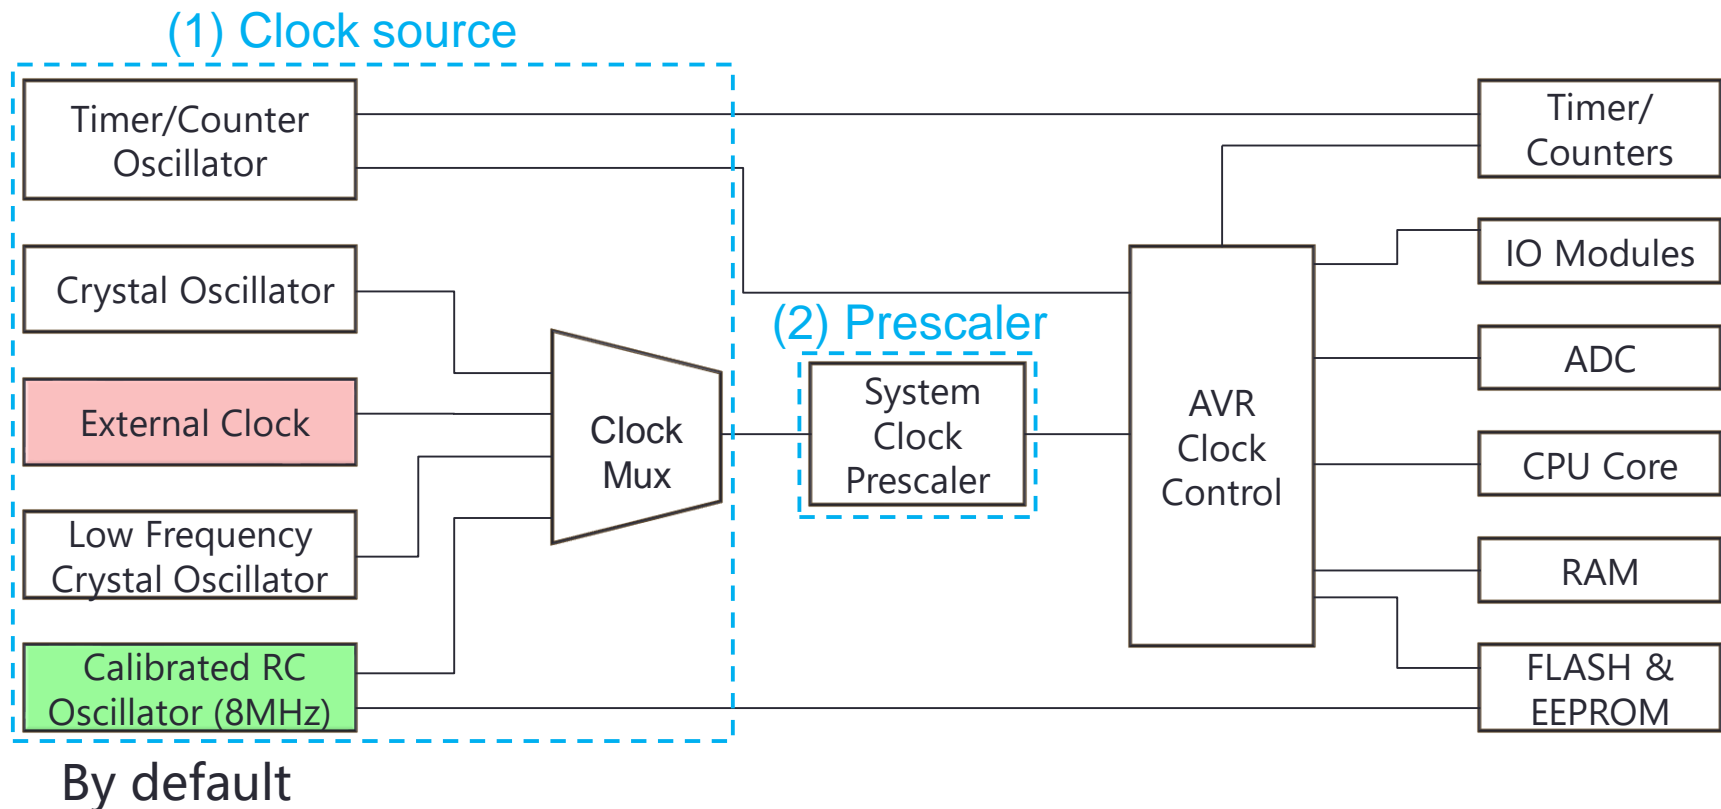 (1) Clock source
Timer/Counter
Oscillator
Crystal Oscillator
External Clock
Low Frequency
Crystal Oscillator
Calibrated RC
Oscillator (8MHz)
By default
Clock
Mux
(2) Prescaler
System
Clock
Prescaler
AVR
Clock
Control
Timer/
Counters
IO Modules
ADC
CPU Core
RAM
FLASH &
EEPROM